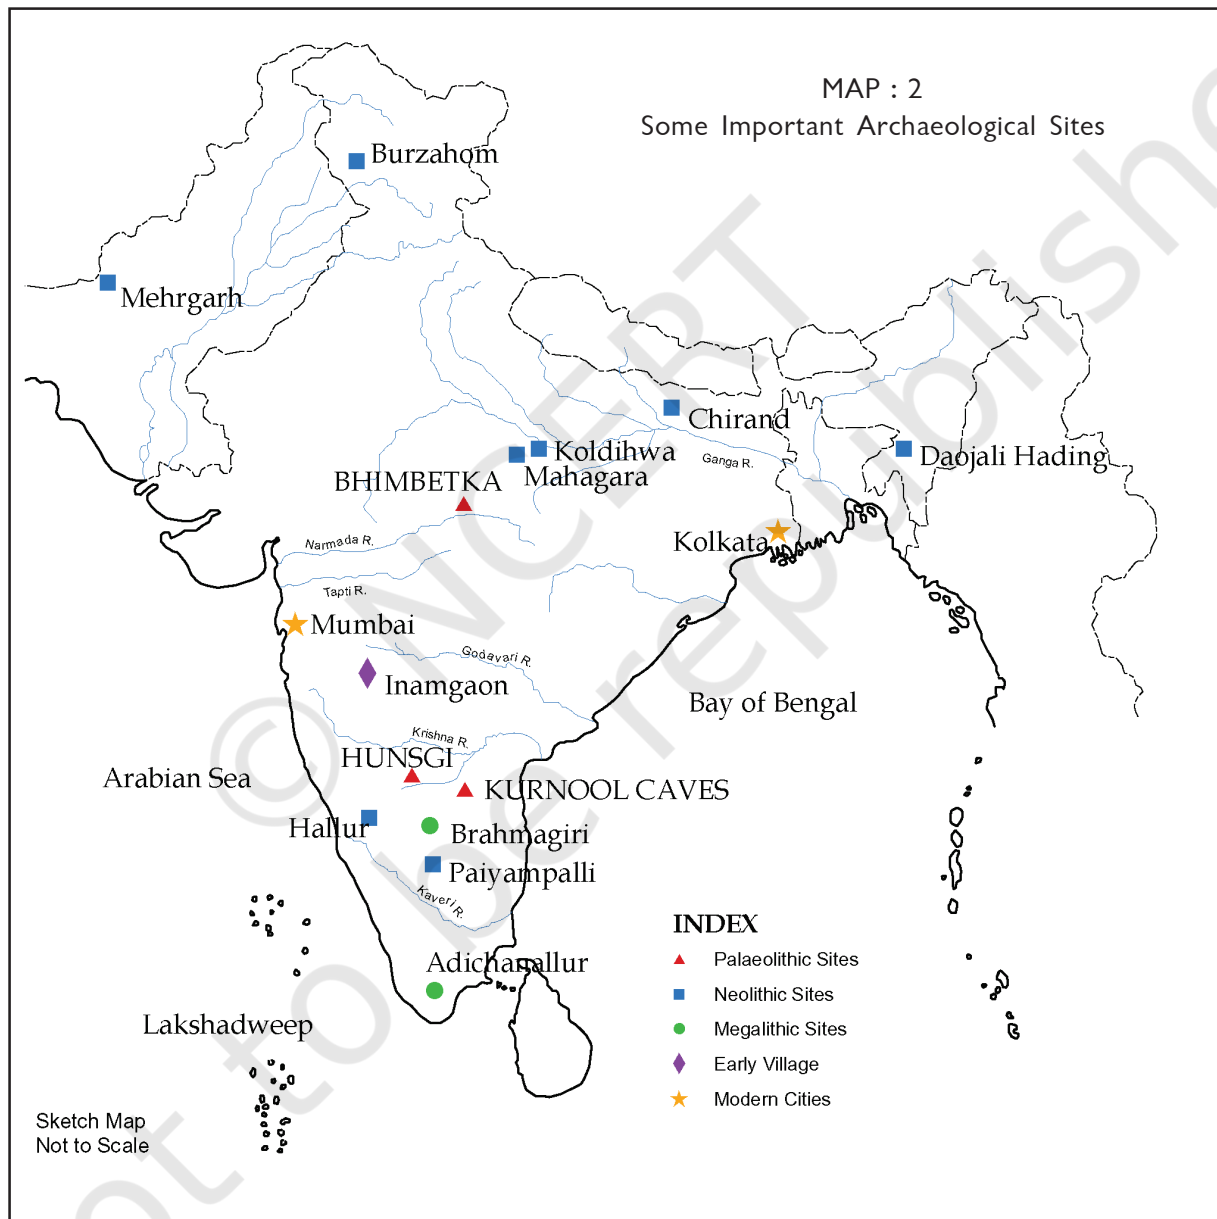 MAP : 2
Some Important Archaeological Sites
Burzahom
Mehrgarh
Chirand
Koldihwa
Mahagara
Ganga R.
Daojali Hading
BHIMBETKA
Kolkata
Narmada R.
Tapti R.
Mumbai
Godavari R.
Inamgaon
Bay of Bengal
Krishna R.
HUNSGI
Arabian Sea
KURNOOL CAVES
Hallur
Brahmagiri
Paiyampalli
Kaveri R.
Adichanallur
Lakshadweep
INDEX
Palaeolithic Sites
Neolithic Sites
Megalithic Sites
Early Village
Modern Cities
Sketch Map
Not to Scale
© NCERT
not to be republishe